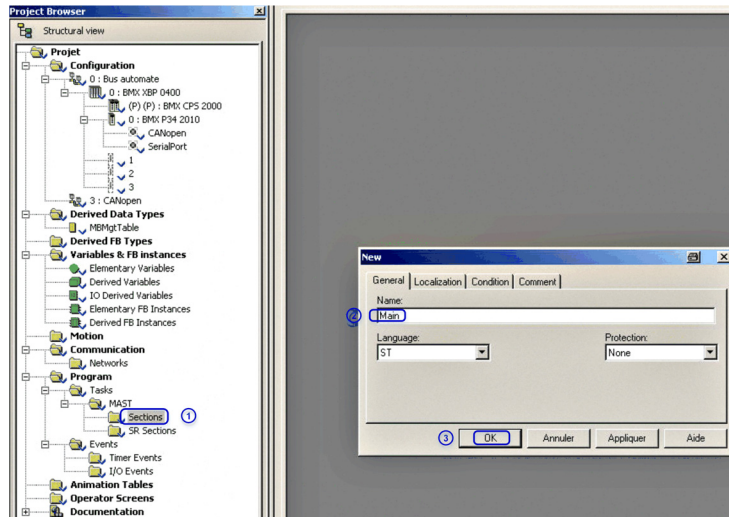 Project Browser
Structural view
Projet
Configuration
0 : Bus automate
0 : BMX XBP 0400
(P) (P) : BMX CPS 2000
0 : BMX P34 2010
CANopen
SerialPort
1
2
3
3 : CANopen
Derived Data Types
MBMgtTable
Derived FB Types
Variables & FB instances
Elementary Variables
Derived Variables
IO Derived Variables
Elementary FB Instances
Derived FB Instances
Motion
Communication
Networks
Program
Tasks
MAST
Sections 1
SR Sections
Events
Timer Events
I/O Events
Animation Tables
Operator Screens
Documentation
New
General Localization Condition Comment
Name:
2 Main
Language: Protection:
ST None
3 OK Annuler Appliquer Aide